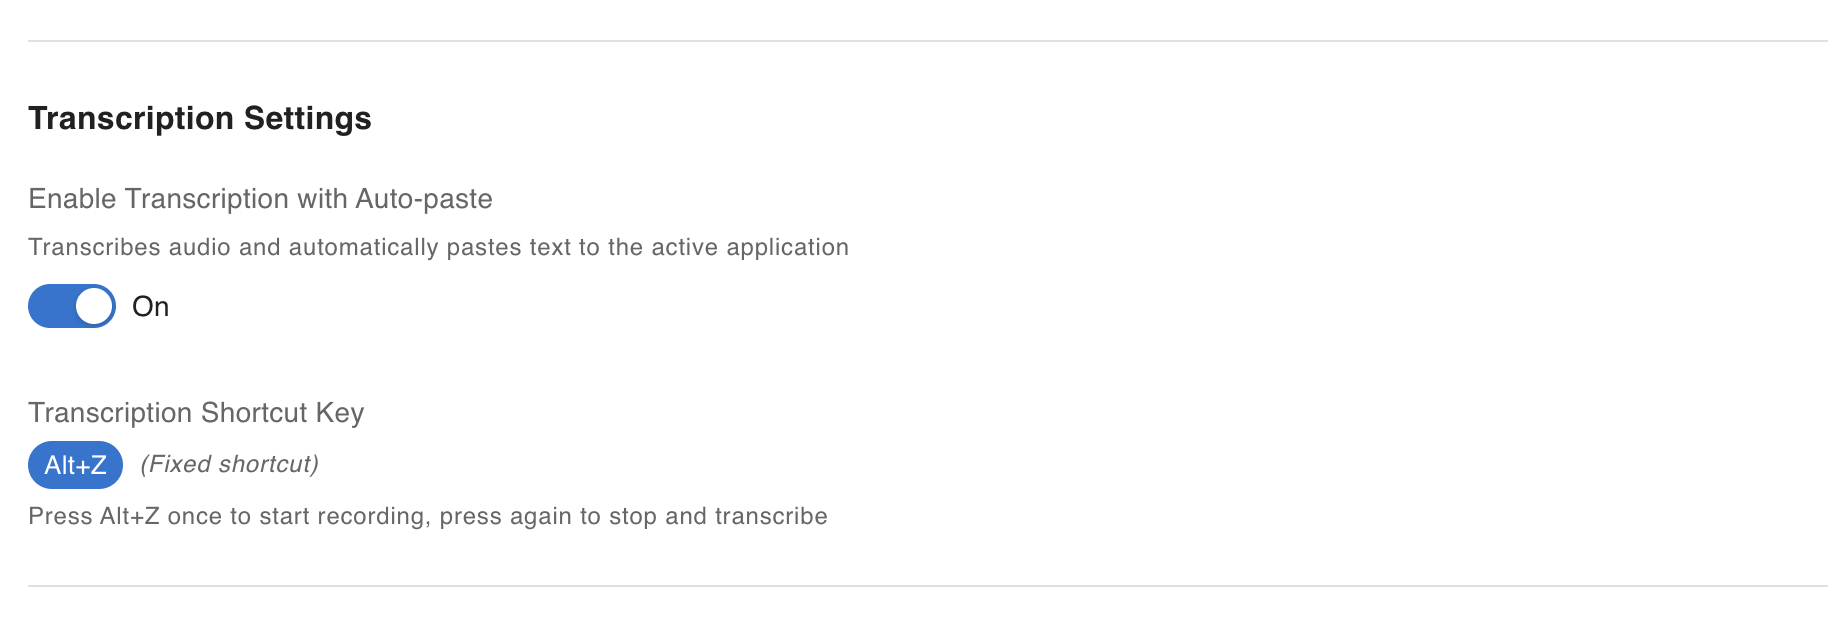 Transcription Settings
Enable Transcription with Auto-paste
Transcribes audio and automatically pastes text to the active application
On
Transcription Shortcut Key
Alt+Z (Fixed shortcut)
Press Alt+Z once to start recording, press again to stop and transcribe